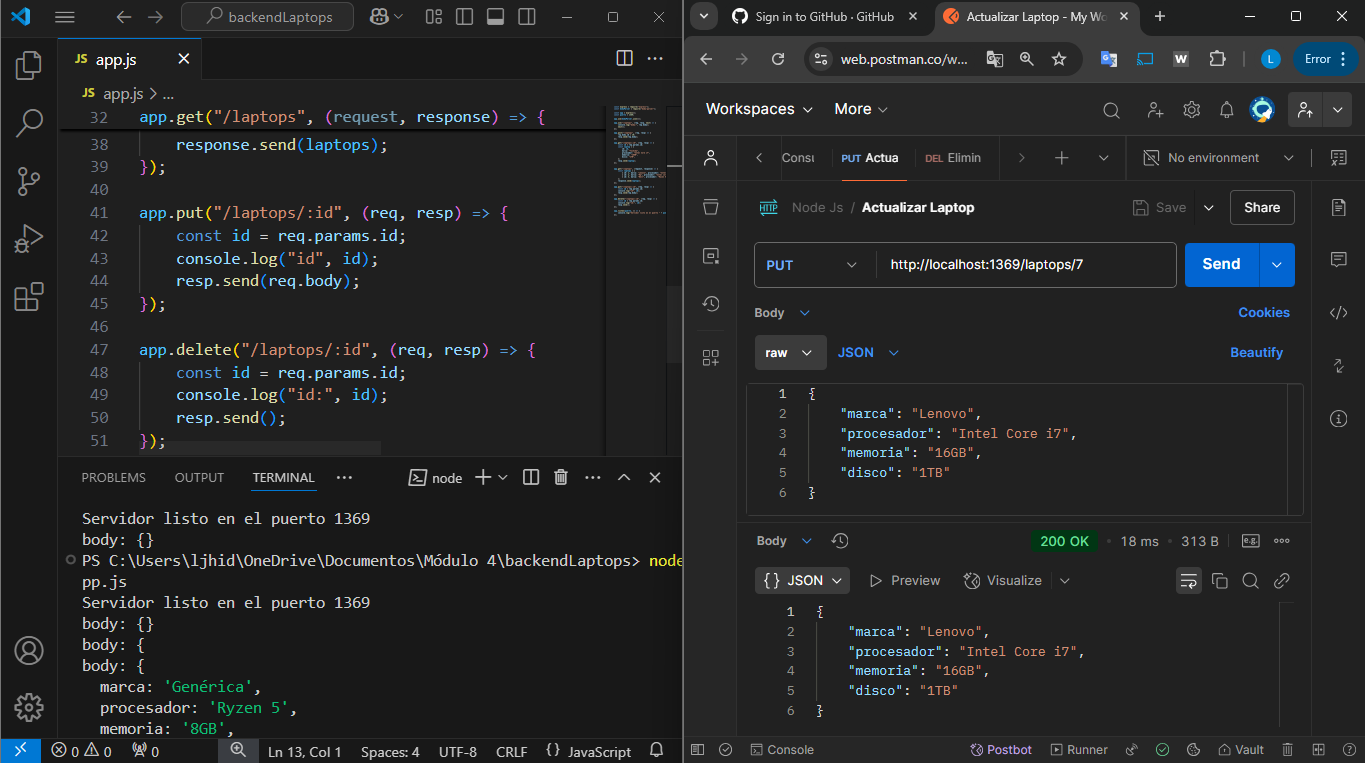 backendLaptops
JS app.js
JS app.js > ...
32 app.get("/laptops", (request, response) => {
38 response.send(laptops);
39 });
40
41 app.put("/laptops/:id", (req, resp) => {
42 const id = req.params.id;
43 console.log("id", id);
44 resp.send(req.body);
45 });
46
47 app.delete("/laptops/:id", (req, resp) => {
48 const id = req.params.id;
49 console.log("id:", id);
50 resp.send();
51 });
PROBLEMS OUTPUT TERMINAL ...
node
Servidor listo en el puerto 1369
body: {}
PS C:\Users\ljhid\OneDrive\Documentos\Módulo 4\backendLaptops> node
pp.js
Servidor listo en el puerto 1369
body: {}
body: {
body: {
marca: 'Genérica',
procesador: 'Ryzen 5',
memoria: '8GB',
0 0 0 Ln 13, Col 1 Spaces: 4 UTF-8 CRLF {} JavaScript
Sign in to GitHub · GitHub
Actualizar Laptop - My Wo
web.postman.co/w...
W
L
Error
Workspaces More
Consu PUT Actua DEL Elimin No environment
HTTP Node Js / Actualizar Laptop Save Share
PUT http://localhost:1369/laptops/7 Send
Body Cookies
raw JSON Beautify
1 {
2 "marca": "Lenovo",
3 "procesador": "Intel Core i7",
4 "memoria": "16GB",
5 "disco": "1TB"
6 }
Body 200 OK • 18 ms • 313 B e.g.
{} JSON Preview Visualize
1 {
2 "marca": "Lenovo",
3 "procesador": "Intel Core i7",
4 "memoria": "16GB",
5 "disco": "1TB"
6 }
Console Postbot Runner Vault